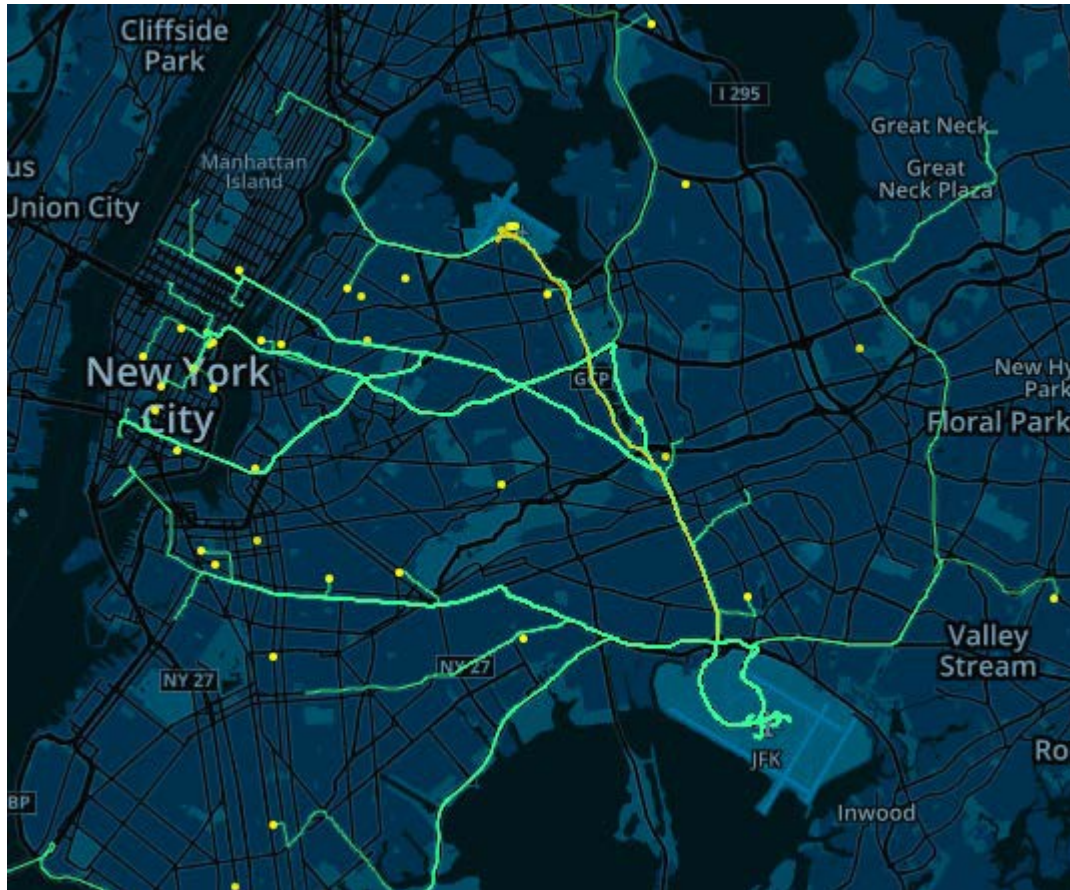 Cliffside
Park
I 295
Great Neck
Great
Neck Plaza
us
Manhattan
Island
Union City
New York
City
GCP
New Hy
Park
Floral Park
Valley
Stream
NY 27
NY 27
JFK
Ro
BP
Inwood